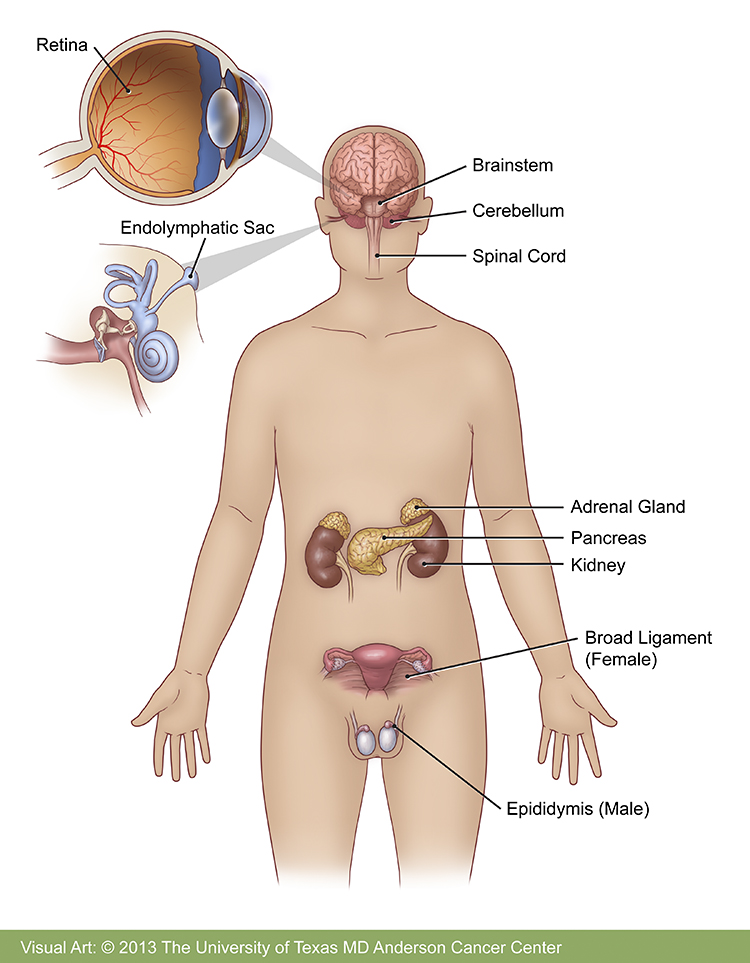 Retina
Brainstem
Cerebellum
Endolymphatic Sac
Spinal Cord
Adrenal Gland
Pancreas
Kidney
Broad Ligament
(Female)
Epididymis (Male)
Visual Art: © 2013 The University of Texas MD Anderson Cancer Center